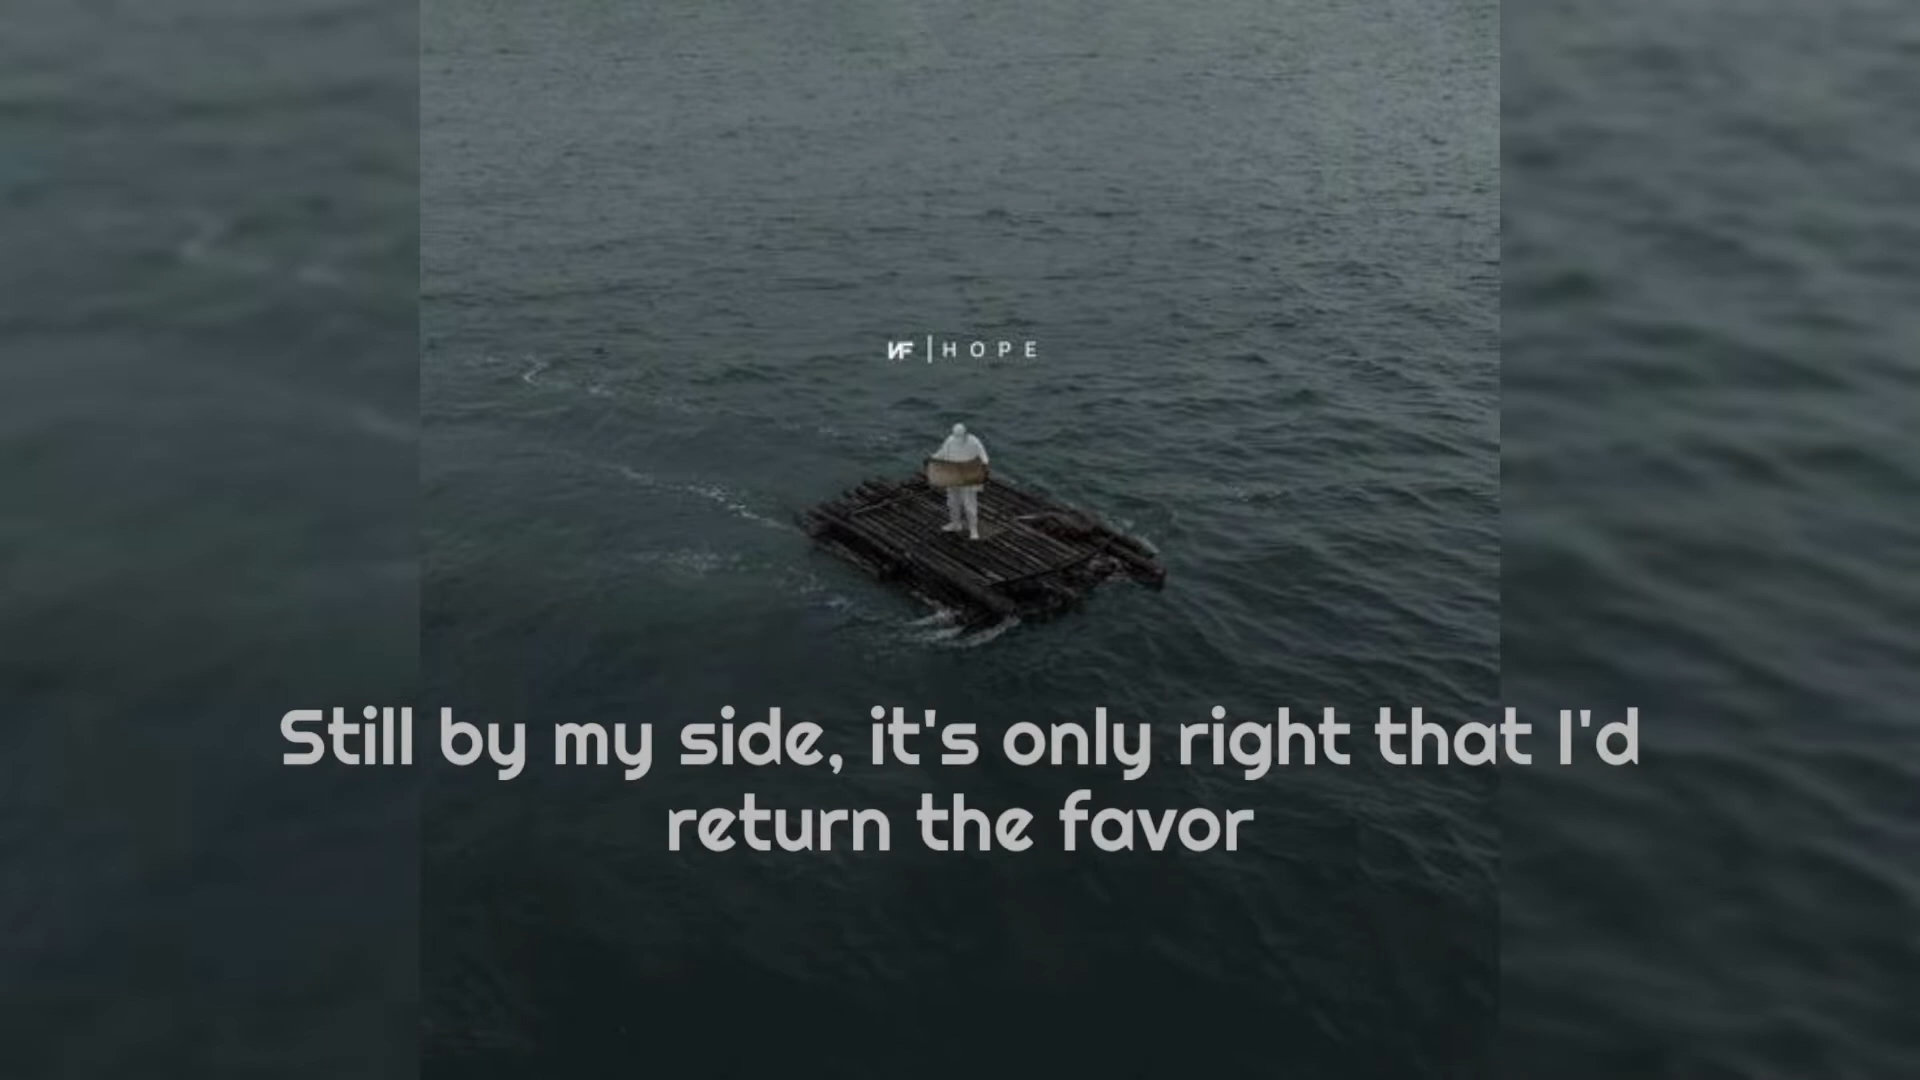 NF | HOPE
Still by my side, it's only right that I'd
return the favor